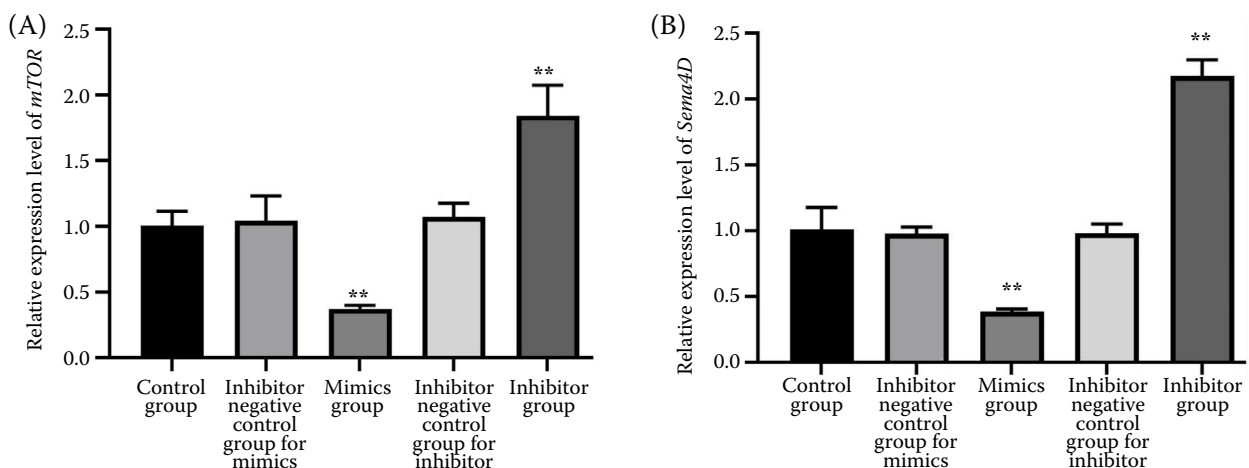 (A)
Relative expression level of mTOR
2.5
2.0
1.5
1.0
0.5
0.0
**
**
Control
group
Inhibitor
negative
control
group for
mimics
Mimics
group
Inhibitor
negative
control
group for
inhibitor
Inhibitor
group
(B)
Relative expression level of Sema4D
2.5
2.0
1.5
1.0
0.5
0.0
**
**
Control
group
Inhibitor
negative
control
group for
mimics
Mimics
group
Inhibitor
negative
control
group for
inhibitor
Inhibitor
group